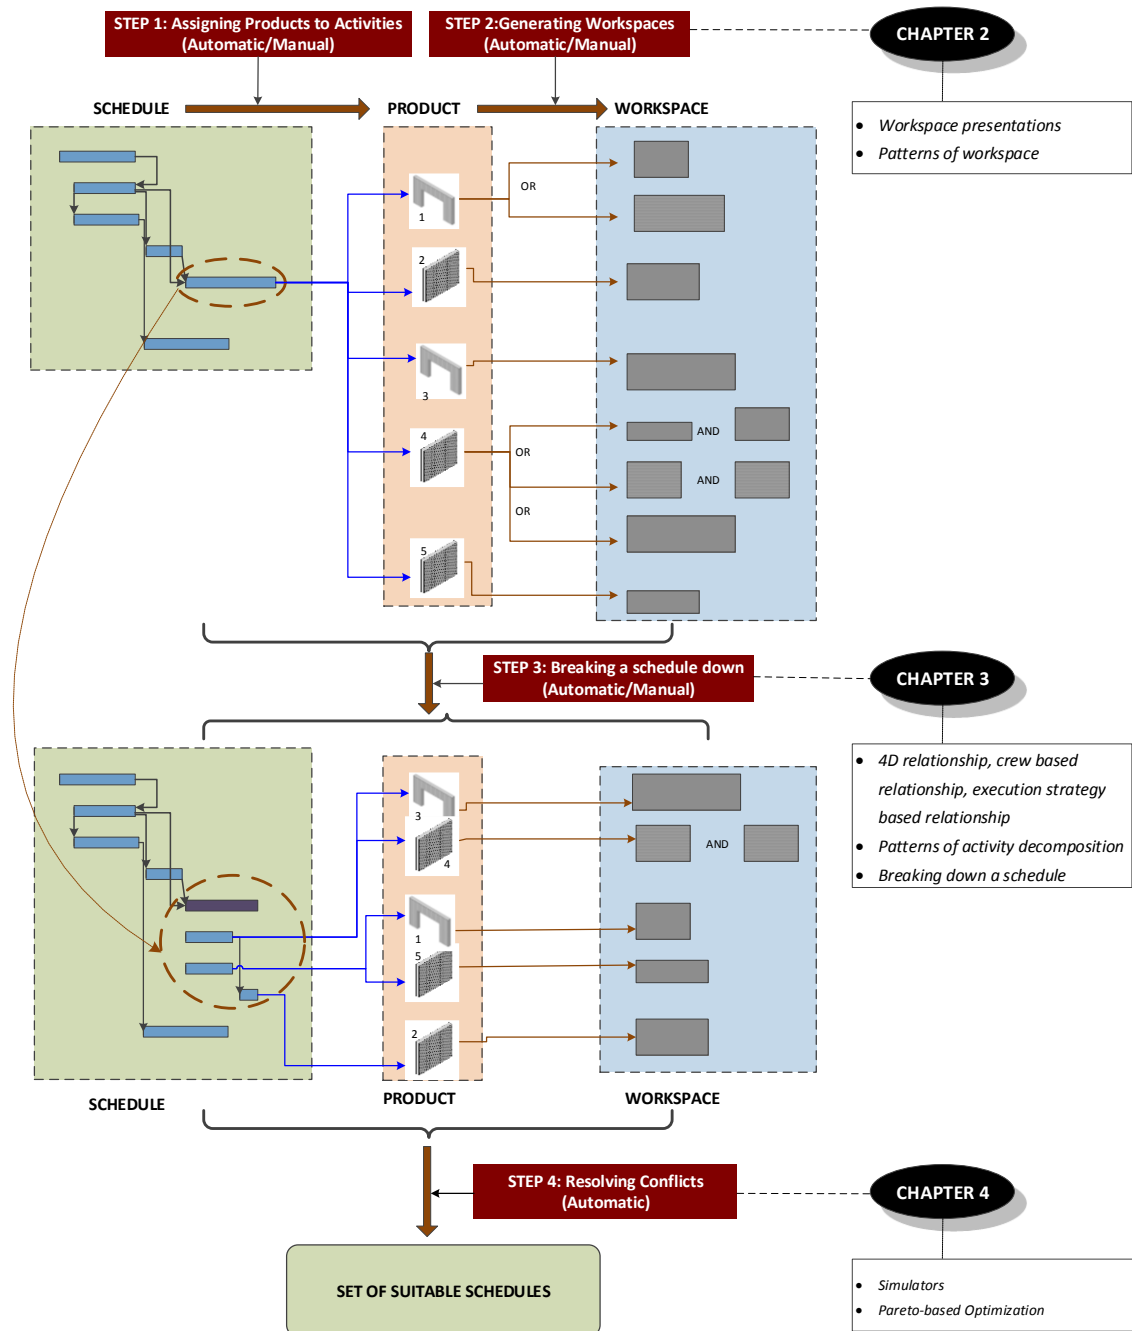 STEP 1: Assigning Products to Activities
(Automatic/Manual)
STEP 2:Generating Workspaces
(Automatic/Manual)
CHAPTER 2
SCHEDULE
PRODUCT
WORKSPACE
• Workspace presentations
• Patterns of workspace
1
OR
2
3
4
OR
AND
AND
OR
5
STEP 3: Breaking a schedule down
(Automatic/Manual)
CHAPTER 3
• 4D relationship, crew based
relationship, execution strategy
based relationship
• Patterns of activity decomposition
• Breaking down a schedule
3
4
AND
1
5
2
SCHEDULE
PRODUCT
WORKSPACE
STEP 4: Resolving Conflicts
(Automatic)
CHAPTER 4
SET OF SUITABLE SCHEDULES
• Simulators
• Pareto-based Optimization